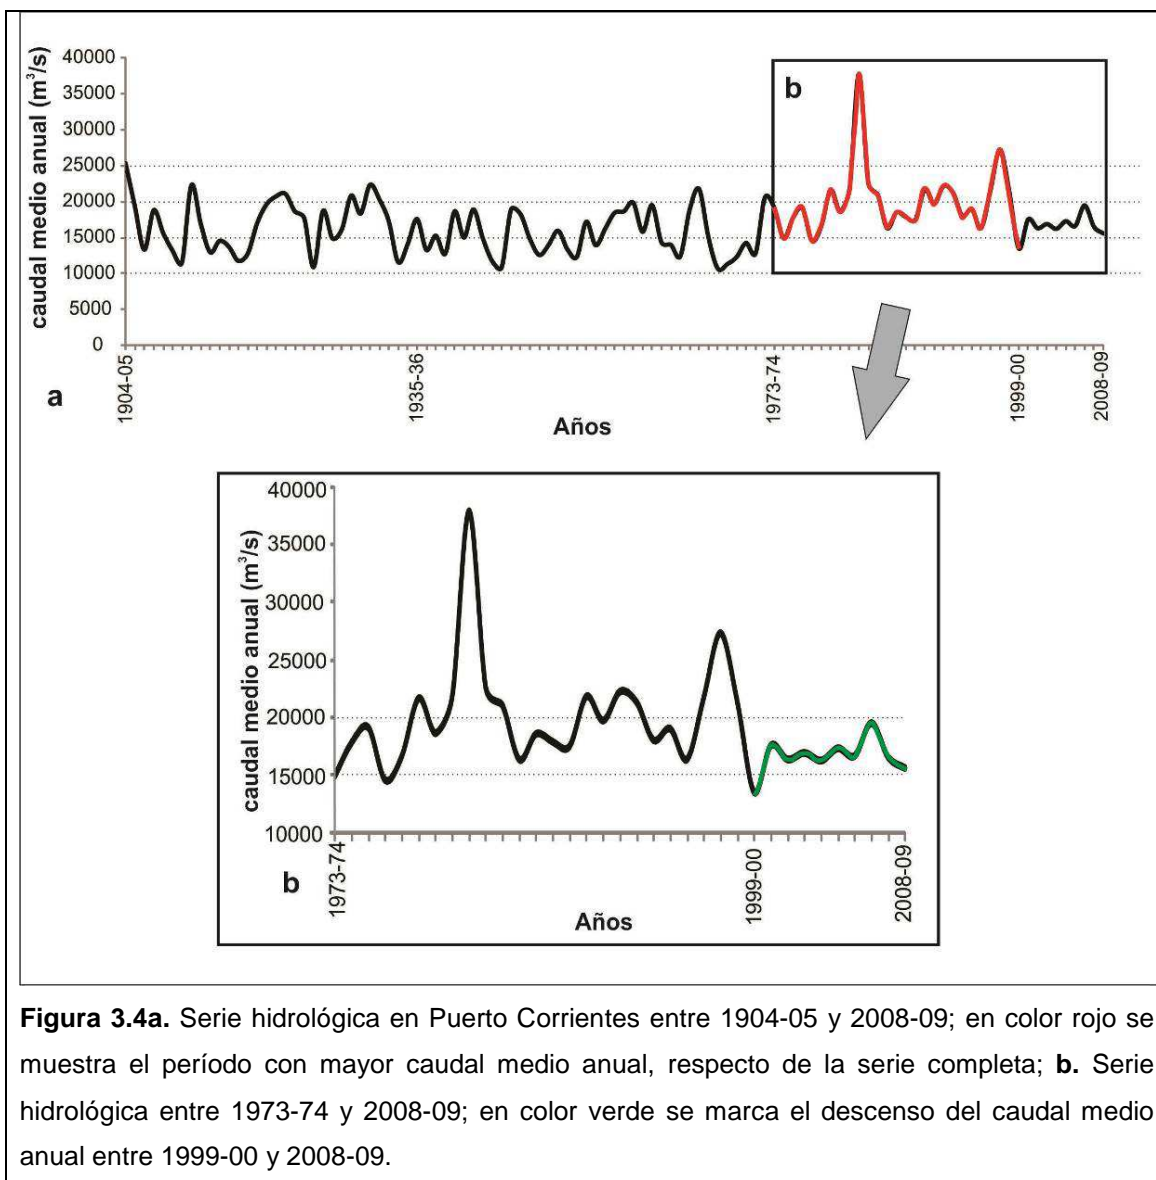 caudal medio anual (m³/s)
40000
35000
30000
25000
20000
15000
10000
5000
0
b
1904-05
1935-36
1973-74
1999-00
2008-09
a
Años
caudal medio anual (m³/s)
40000
35000
30000
25000
20000
15000
10000
1973-74
1999-00
2008-09
b
Años
Figura 3.4a. Serie hidrológica en Puerto Corrientes entre 1904-05 y 2008-09; en color rojo se
muestra el período con mayor caudal medio anual, respecto de la serie completa; b. Serie
hidrológica entre 1973-74 y 2008-09; en color verde se marca el descenso del caudal medio
anual entre 1999-00 y 2008-09.